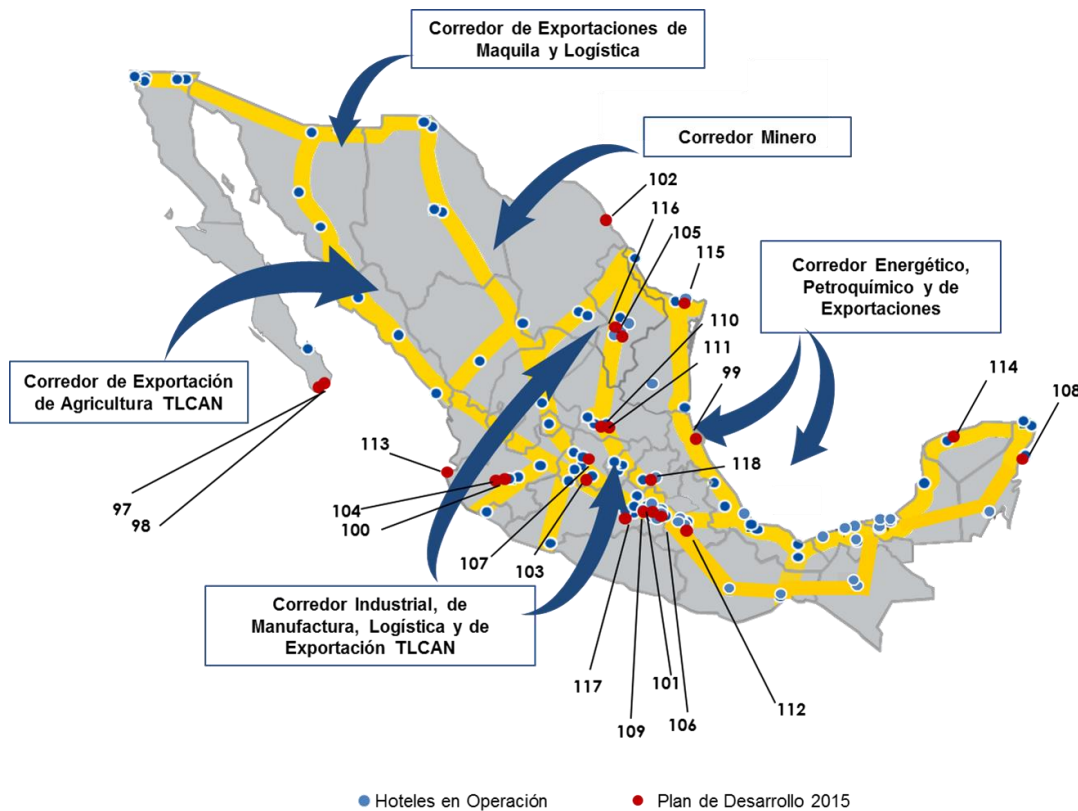 Corredor de Exportaciones de
Maquila y Logística
Corredor Minero
102
116
105
115
Corredor Energético,
Petroquímico y de
Exportaciones
110
111
99
114
108
Corredor de Exportación
de Agricultura TLCAN
113
118
97
98
104
100
107
103
Corredor Industrial, de
Manufactura, Logística y de
Exportación TLCAN
117
109
101
106
112
Hoteles en Operación
Plan de Desarrollo 2015